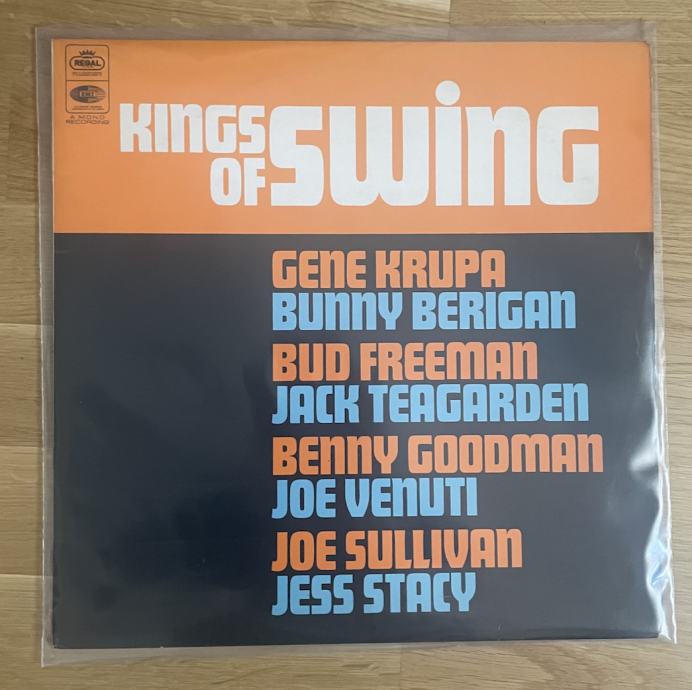 REGAL
EMI
A MONO
RECORDING
KINGS
OF SWING
GENE KRUPA
BUNNY BERIGAN
BUD FREEMAN
JACK TEAGARDEN
BENNY GOODMAN
JOE VENUTI
JOE SULLIVAN
JESS STACY